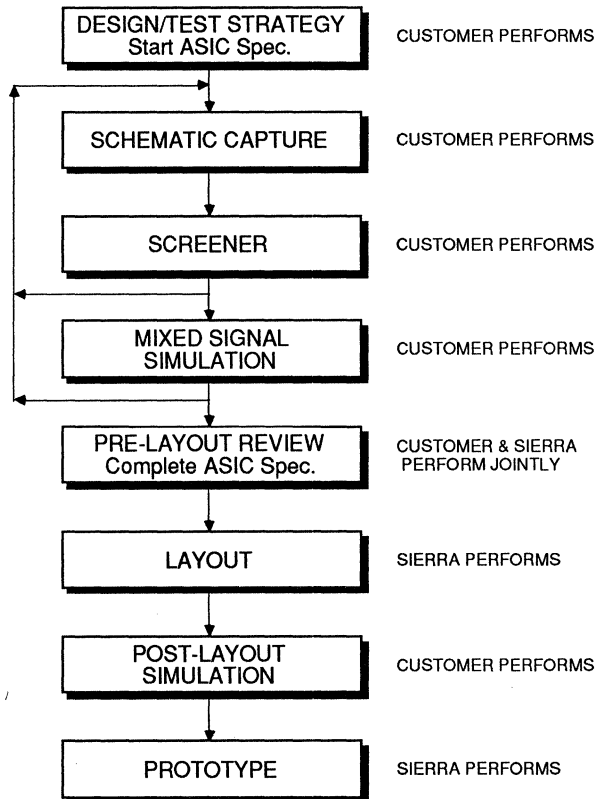 DESIGN/TEST STRATEGY
Start ASIC Spec.
CUSTOMER PERFORMS
SCHEMATIC CAPTURE
CUSTOMER PERFORMS
SCREENER
CUSTOMER PERFORMS
MIXED SIGNAL
SIMULATION
CUSTOMER PERFORMS
PRE-LAYOUT REVIEW
Complete ASIC Spec.
CUSTOMER & SIERRA
PERFORM JOINTLY
LAYOUT
SIERRA PERFORMS
POST-LAYOUT
SIMULATION
CUSTOMER PERFORMS
PROTOTYPE
SIERRA PERFORMS